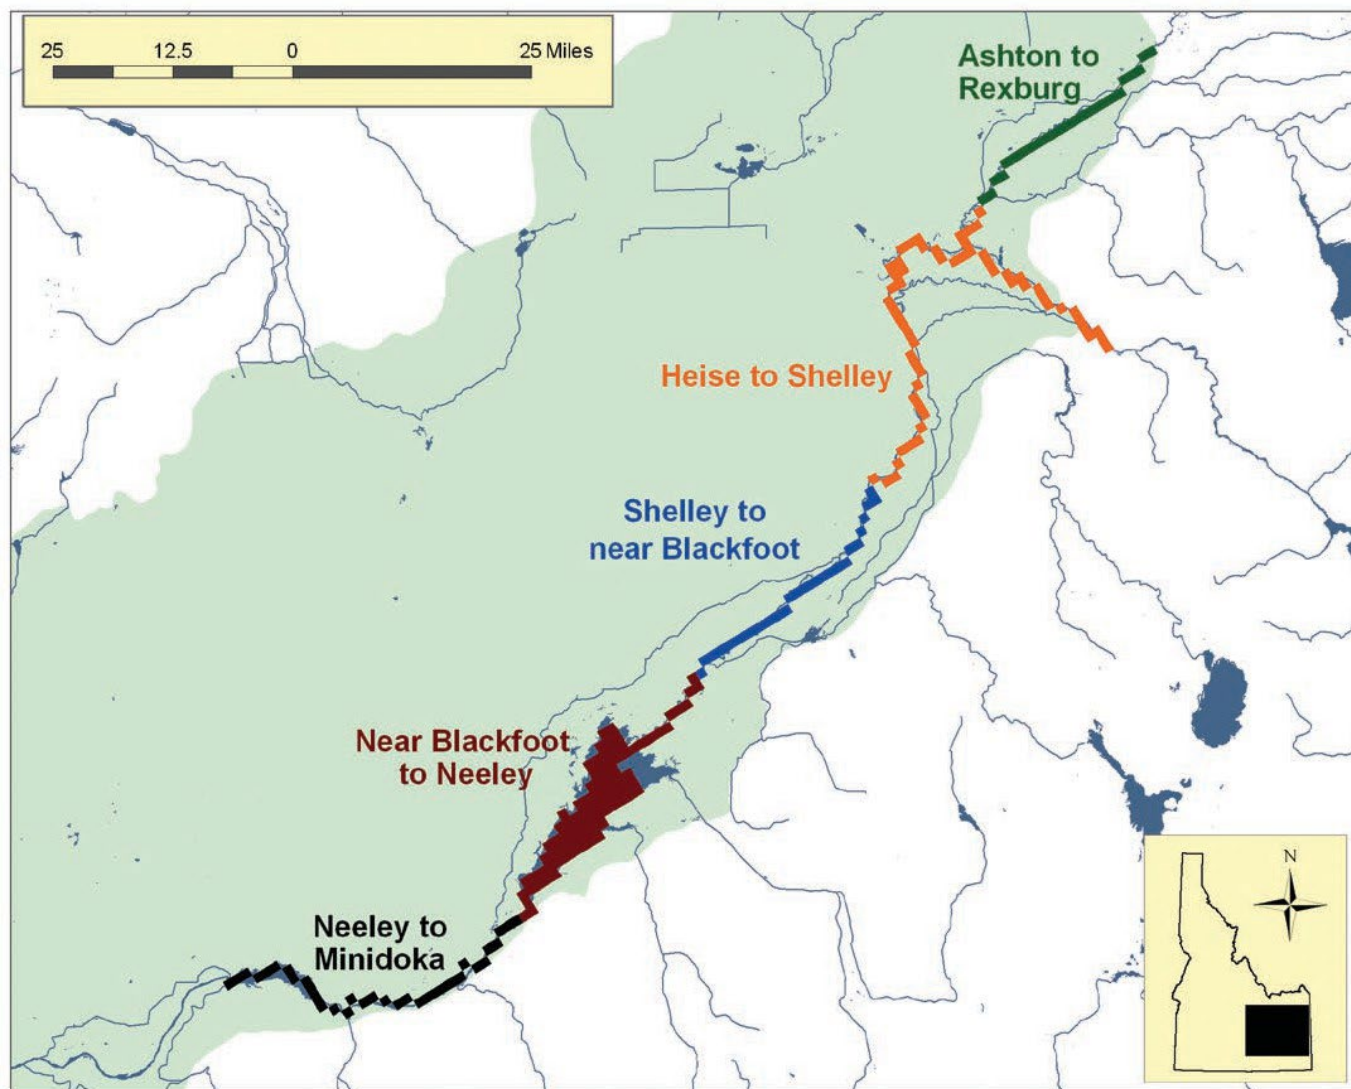 25 12.5 0 25 Miles
Ashton to
Rexburg
Heise to Shelley
Shelley to
near Blackfoot
Near Blackfoot
to Neeley
Neeley to
Minidoka
N